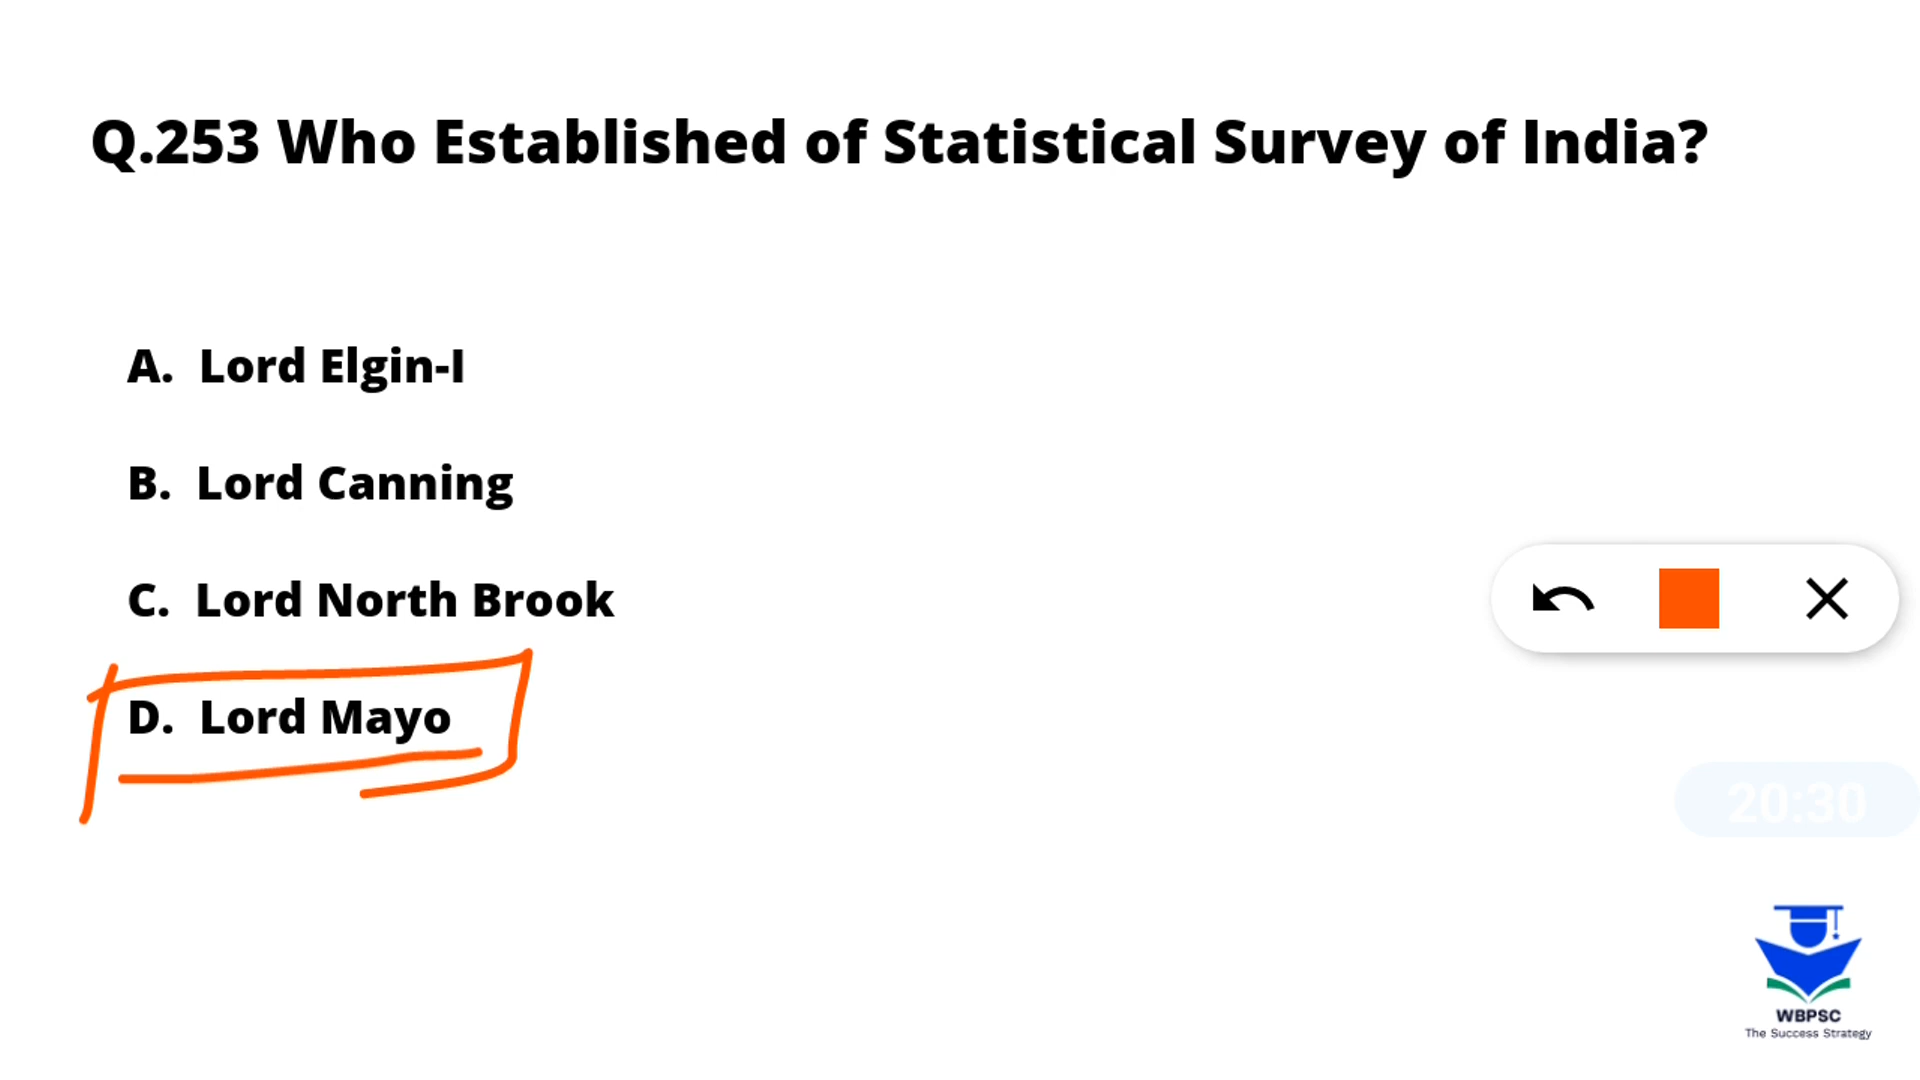 Q.253 Who Established of Statistical Survey of India?
A. Lord Elgin-I
B. Lord Canning
C. Lord North Brook
D. Lord Mayo
20:30
WBPSC
The Success Strategy